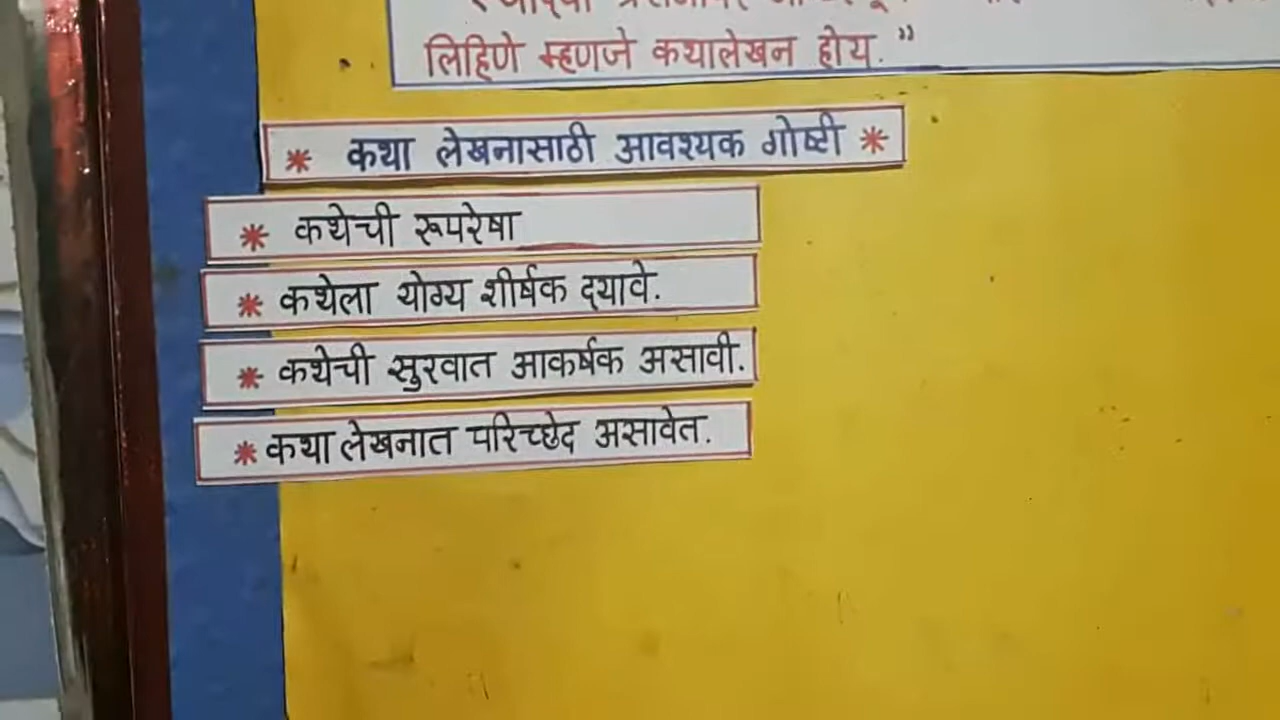 लिहिणे म्हणजे कथालेखन होय."
* कथा लेखनासाठी आवश्यक गोष्टी *
* कथेची रूपरेषा
* कथेला योग्य शीर्षक द्यावे.
* कथेची सुरवात आकर्षक असावी.
* कथा लेखनात परिच्छेद असावेत.